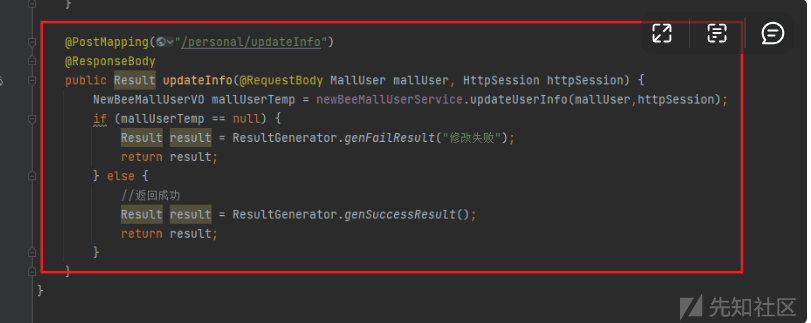 }
@PostMapping("/personal/updateInfo")
@ResponseBody
public Result updateInfo(@RequestBody MallUser mallUser, HttpSession httpSession) {
NewBeeMallUserVO mallUserTemp = newBeeMallUserService.updateUserInfo(mallUser,httpSession);
if (mallUserTemp == null) {
Result result = ResultGenerator.genFailResult("修改失败");
return result;
} else {
//返回成功
Result result = ResultGenerator.genSuccessResult();
return result;
}
}
}
先知社区